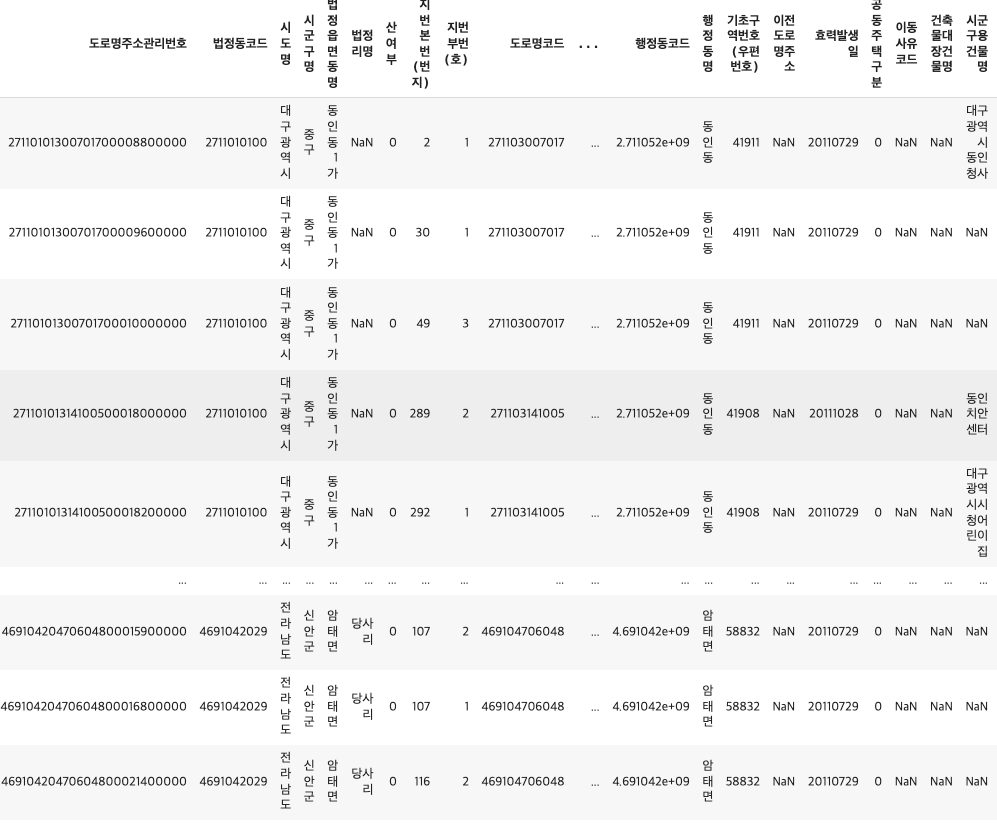 도로명주소관리번호 법정동코드 시도명 시군구명 법정읍면동명 법정리명 산여부 지번본번(번지) 지번부번(호) 도로명코드 ... 행정동코드 행정동명 기초구역번호(우편번호) 이전도로명주소 효력발생일 공동주택구분 이동사유코드 건축물대장건물명 시군구용건물명
27110101300701700008800000 2711010100 대구광역시 중구 동인동1가 NaN 0 2 1 271103007017 ... 2.711052e+09 동인동 41911 NaN 20110729 0 NaN NaN 대구광역시동인청사
27110101300701700009600000 2711010100 대구광역시 중구 동인동1가 NaN 0 30 1 271103007017 ... 2.711052e+09 동인동 41911 NaN 20110729 0 NaN NaN NaN
27110101300701700010000000 2711010100 대구광역시 중구 동인동1가 NaN 0 49 3 271103007017 ... 2.711052e+09 동인동 41911 NaN 20110729 0 NaN NaN NaN
27110101314100500018000000 2711010100 대구광역시 중구 동인동1가 NaN 0 289 2 271103141005 ... 2.711052e+09 동인동 41908 NaN 20111028 0 NaN NaN 동인치안센터
27110101314100500018200000 2711010100 대구광역시 중구 동인동1가 NaN 0 292 1 271103141005 ... 2.711052e+09 동인동 41908 NaN 20110729 0 NaN NaN 대구광역시시청어린이집
... ... ... ... ... ... ... ... ... ... ... ... ... ... ... ... ... ... ... ...
46910420470604800015900000 4691042029 전라남도 신안군 암태면 당사리 0 107 2 469104706048 ... 4.691042e+09 암태면 58832 NaN 20110729 0 NaN NaN NaN
46910420470604800016800000 4691042029 전라남도 신안군 암태면 당사리 0 107 1 469104706048 ... 4.691042e+09 암태면 58832 NaN 20110729 0 NaN NaN NaN
46910420470604800021400000 4691042029 전라남도 신안군 암태면 당사리 0 116 2 469104706048 ... 4.691042e+09 암태면 58832 NaN 20110729 0 NaN NaN NaN